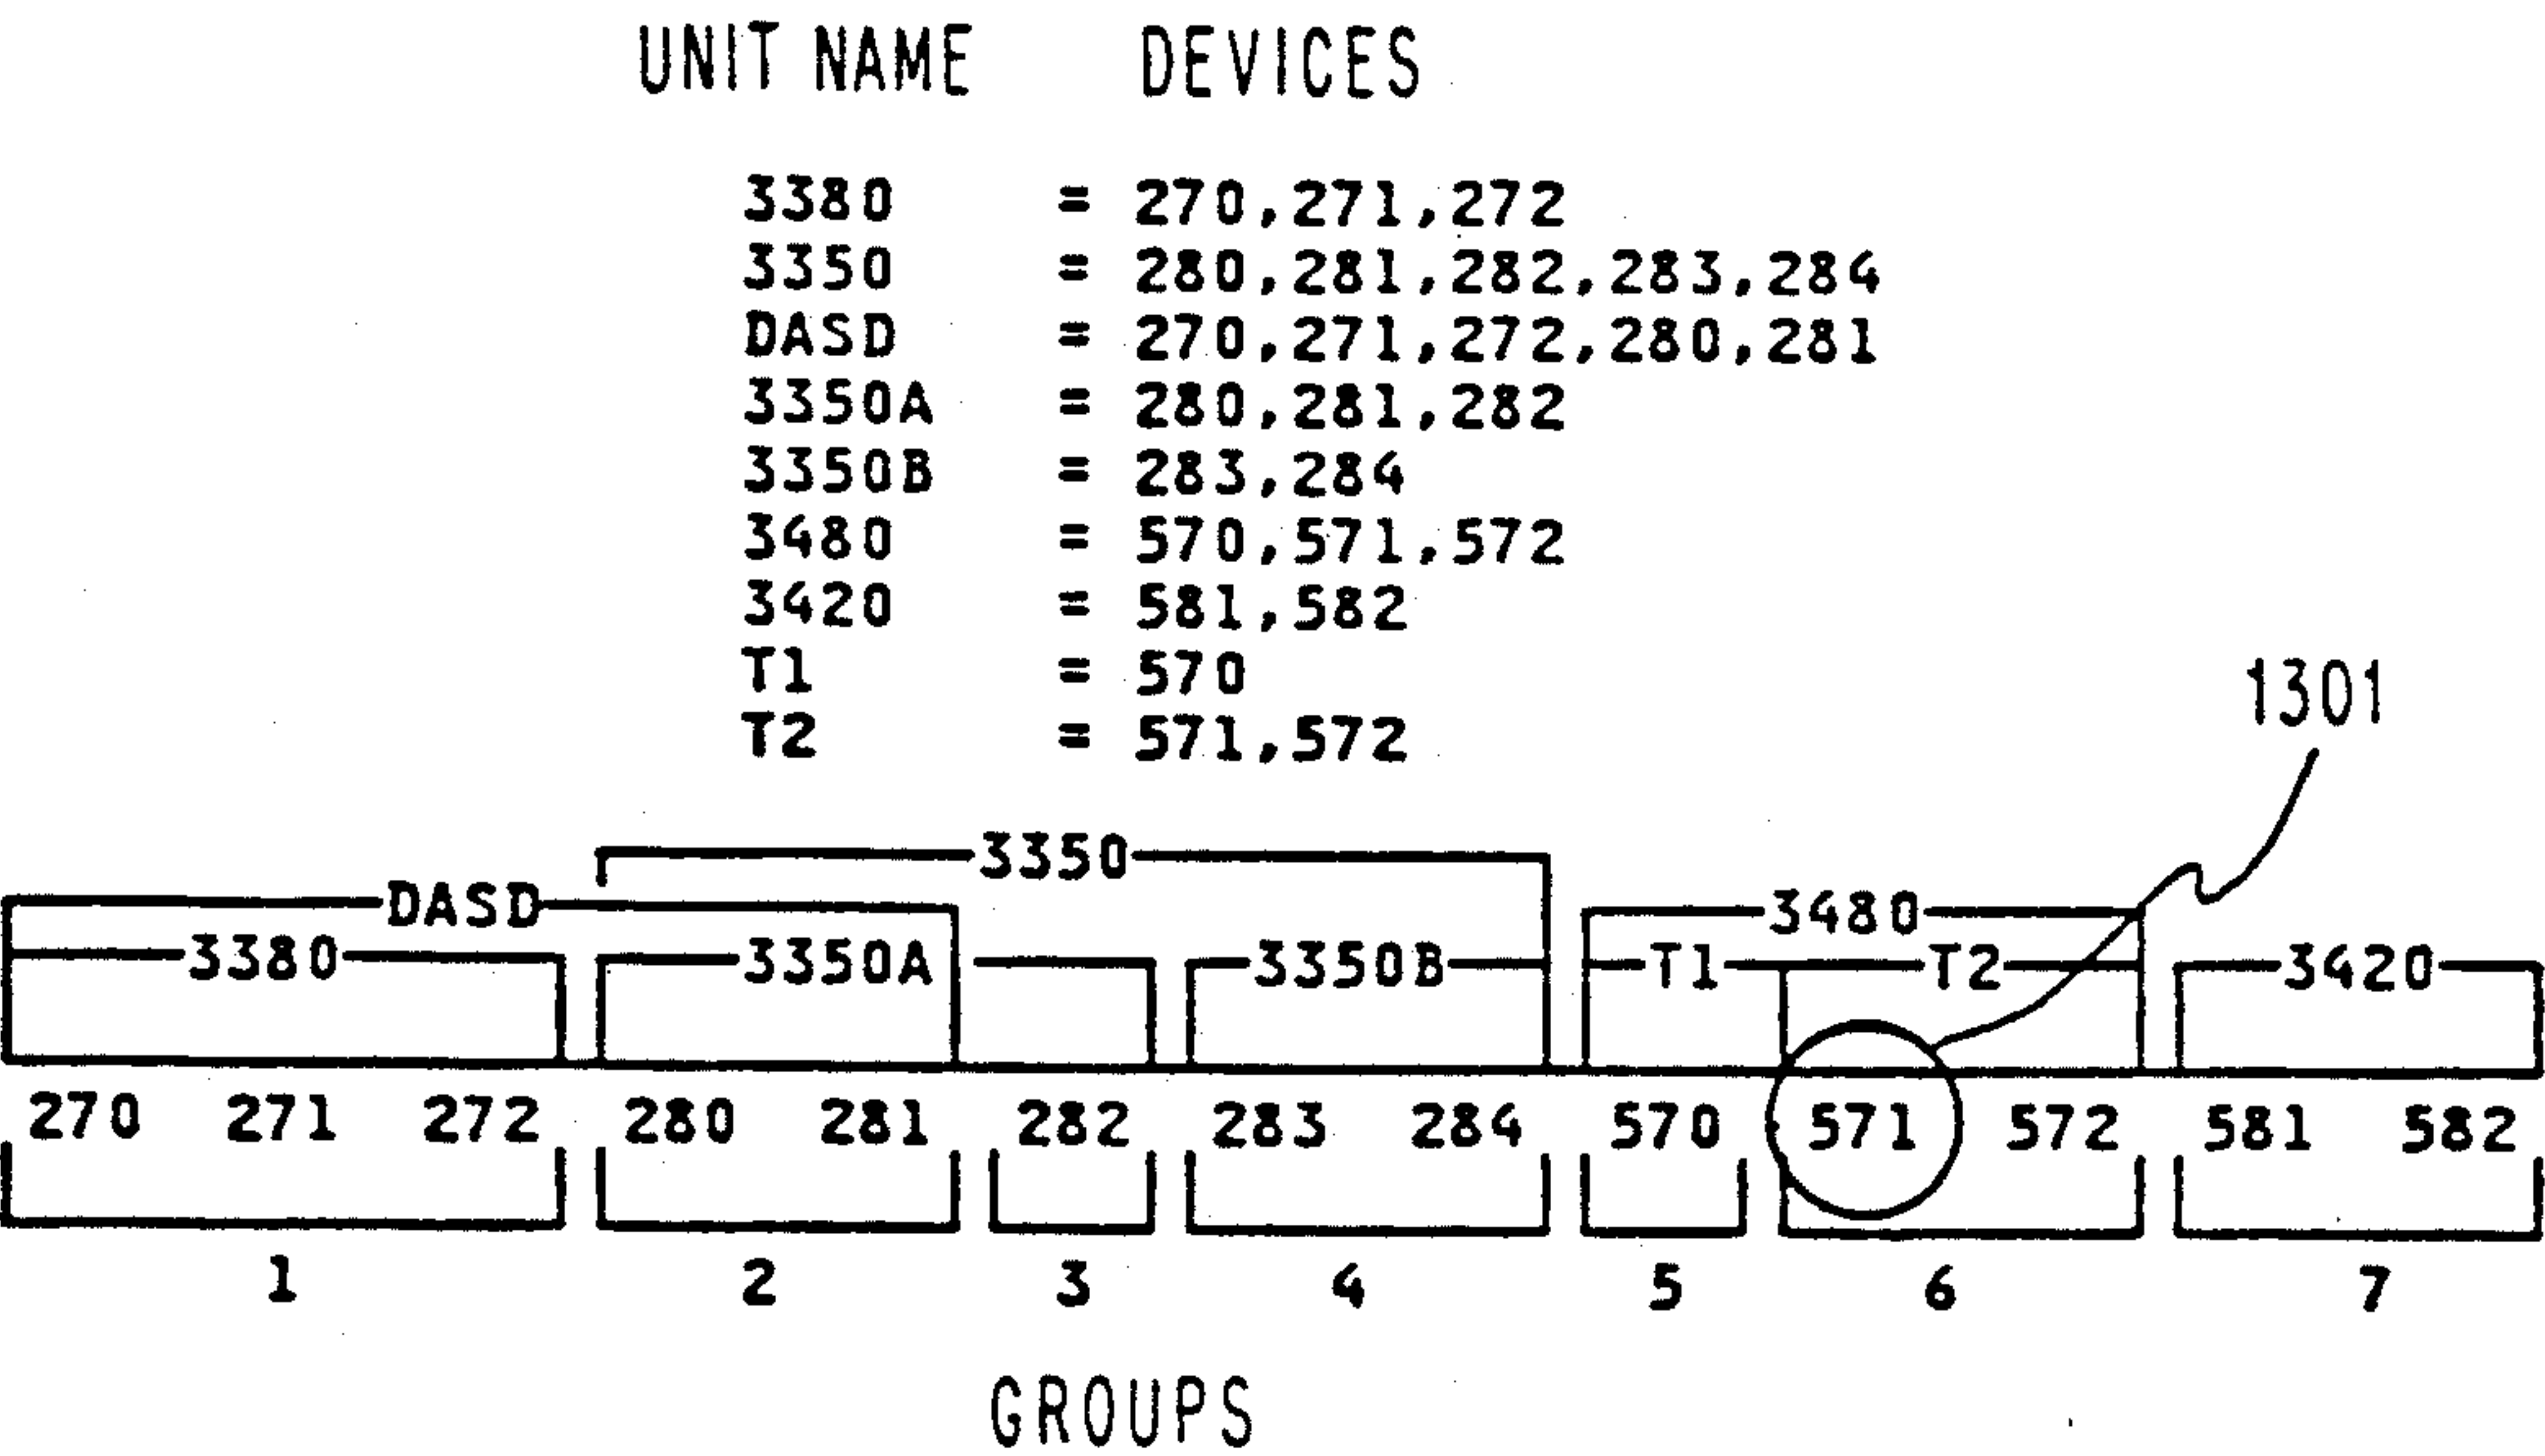 UNIT NAME DEVICES
3380 = 270,271,272
3350 = 280,281,282,283,284
DASD = 270,271,272,280,281
3350A = 280,281,282
3350B = 283,284
3480 = 570,571,572
3420 = 581,582
T1 = 570
T2 = 571,572
1301
3350
DASD 3480
3380 3350A 3350B T1 T2 3420
270 271 272 280 281 282 283 284 570 571 572 581 582
1 2 3 4 5 6 7
GROUPS